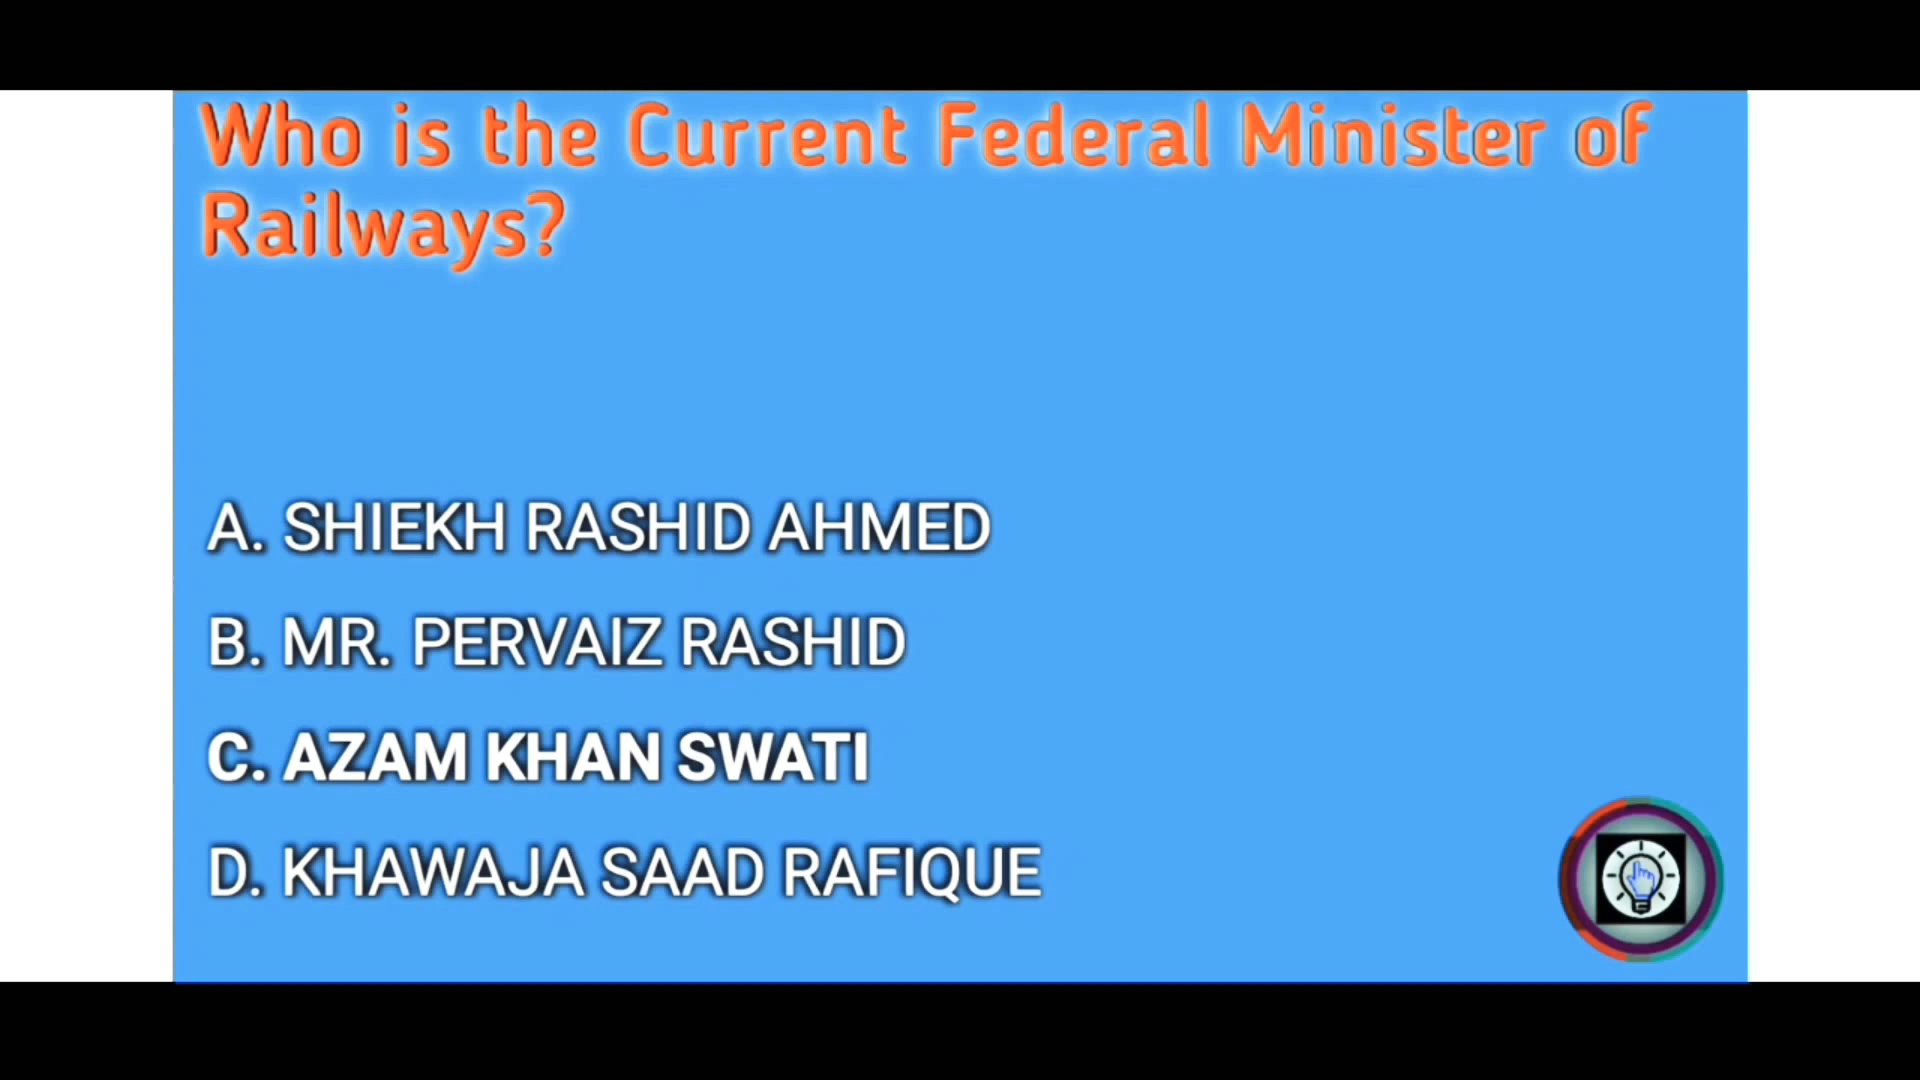 Who is the Current Federal Minister of
Railways?
A. SHIEKH RASHID AHMED
B. MR. PERVAIZ RASHID
C. AZAM KHAN SWATI
D. KHAWAJA SAAD RAFIQUE